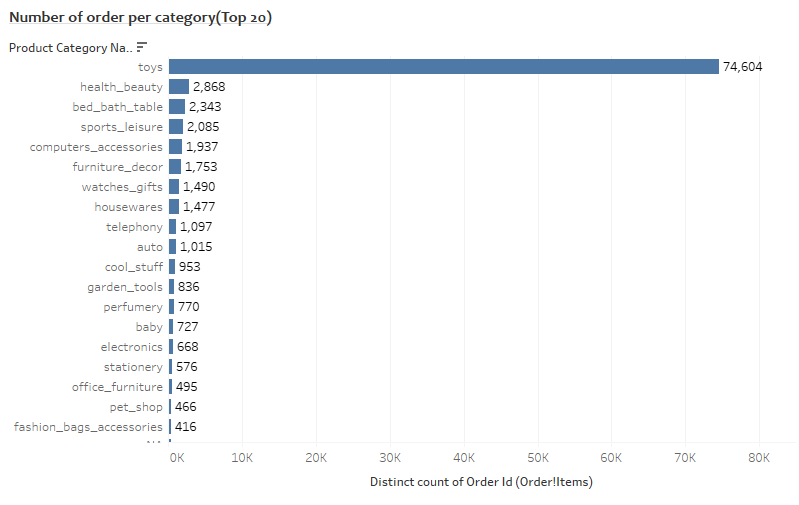 Number of order per category(Top 20)
Product Category Na..
toys 74,604
health_beauty 2,868
bed_bath_table 2,343
sports_leisure 2,085
computers_accessories 1,937
furniture_decor 1,753
watches_gifts 1,490
housewares 1,477
telephony 1,097
auto 1,015
cool_stuff 953
garden_tools 836
perfumery 770
baby 727
electronics 668
stationery 576
office_furniture 495
pet_shop 466
fashion_bags_accessories 416
0K 10K 20K 30K 40K 50K 60K 70K 80K
Distinct count of Order Id (Order!Items)